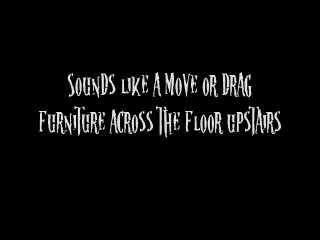 SOUNDS LIKE A MOVE OR DRAG
FURNITURE ACROSS THE FLOOR UPSTAIRS